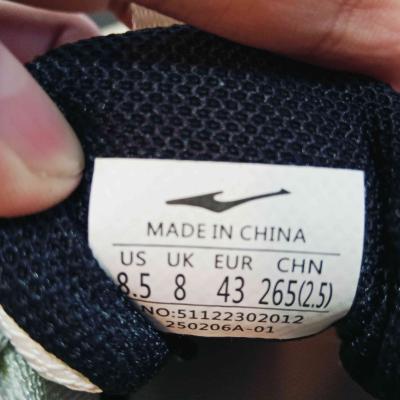 MADE IN CHINA
US UK EUR CHN
8.5 8 43 265(2.5)
NO:51122302012
250206A-01